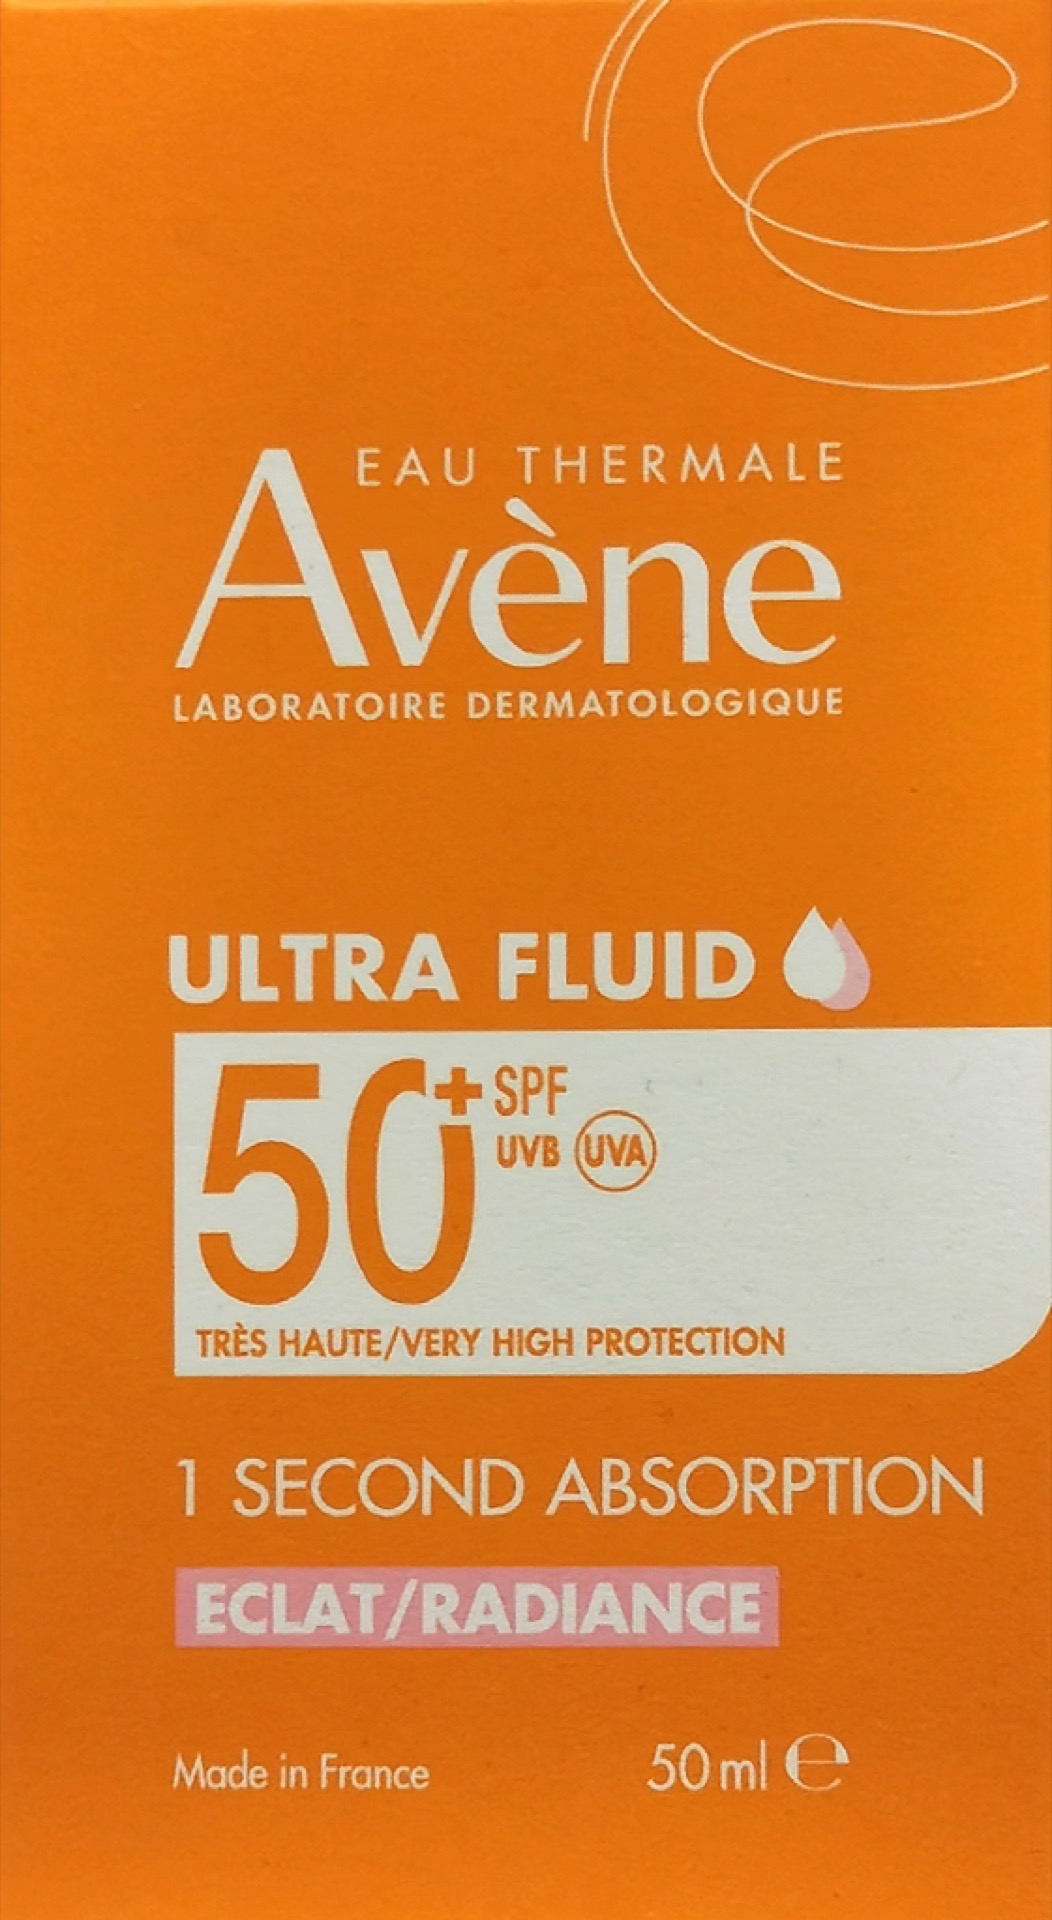 EAU THERMALE
Avène
LABORATOIRE DERMATOLOGIQUE
ULTRA FLUID
50+ SPF
UVB UVA
TRÈS HAUTE/VERY HIGH PROTECTION
1 SECOND ABSORPTION
ECLAT/RADIANCE
Made in France 50 ml ℮